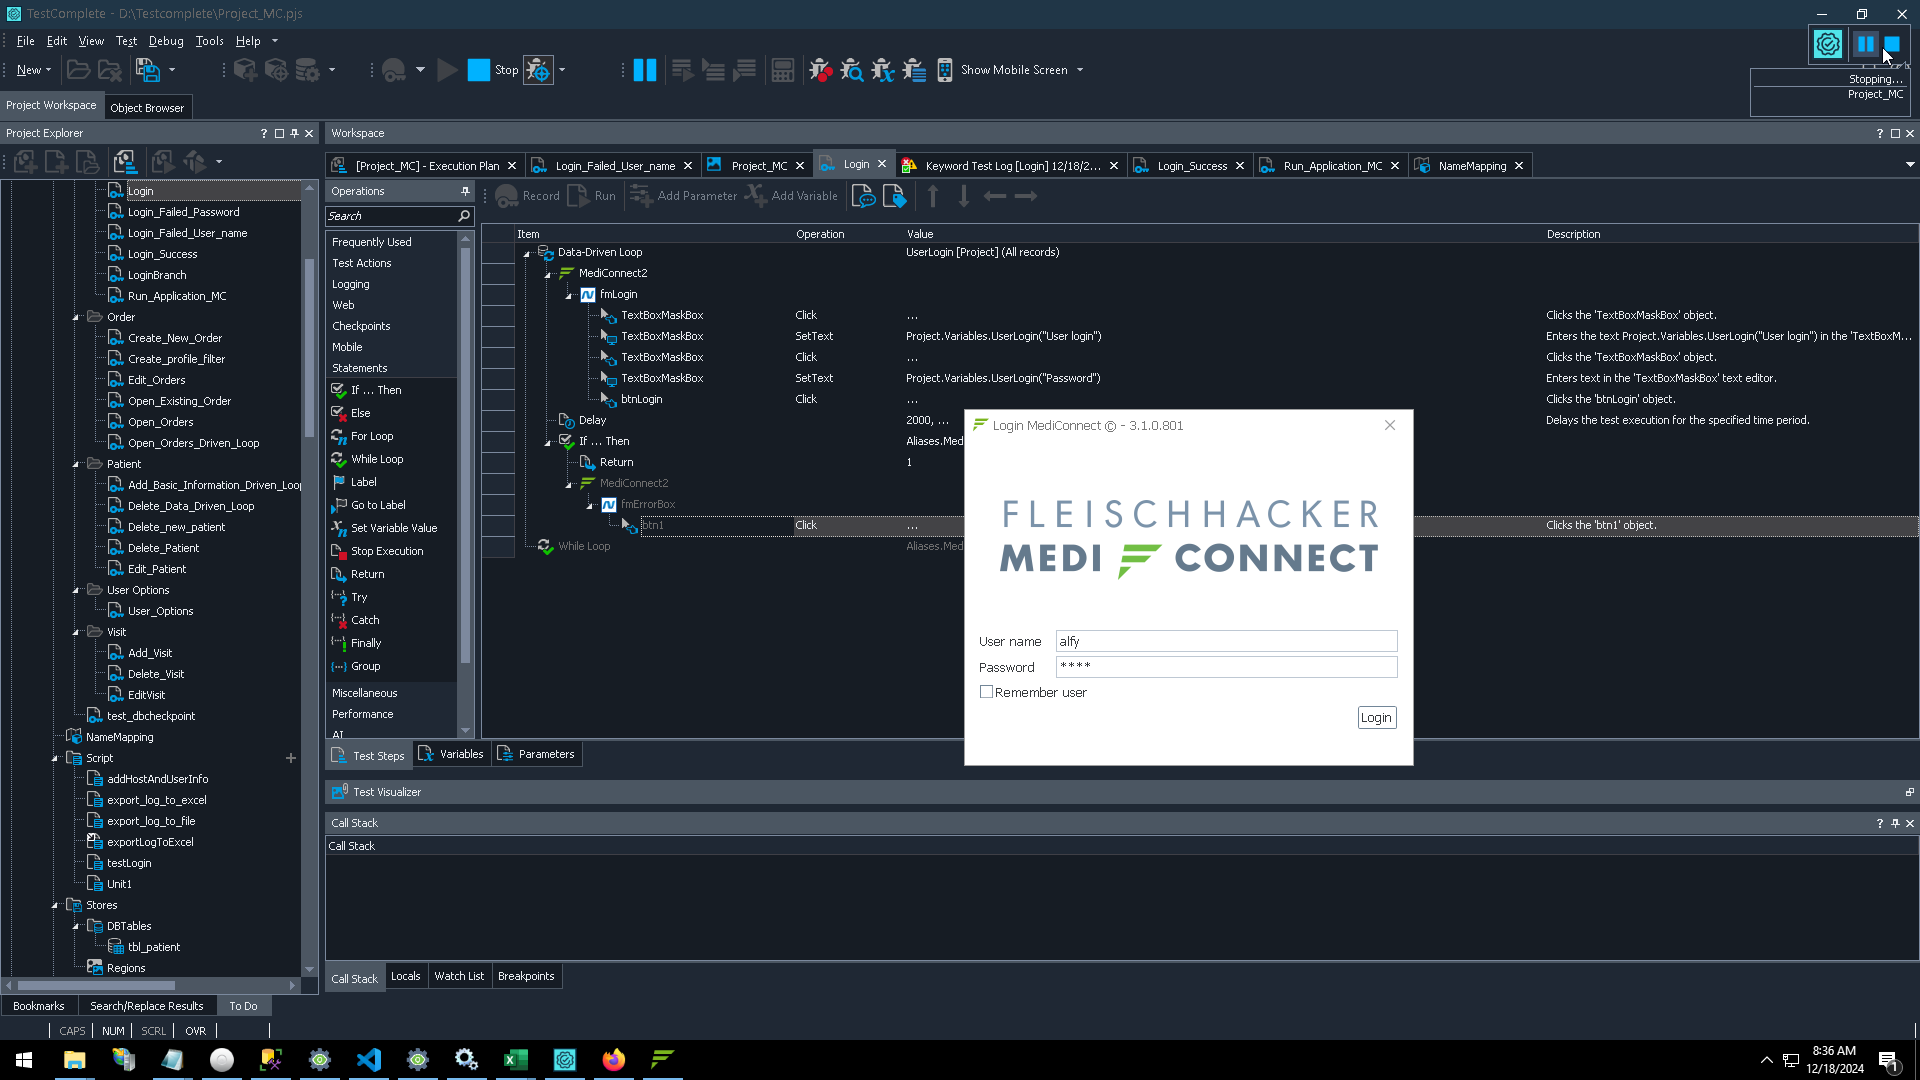 TestComplete - D:\Testcomplete\Project_MC.pjs
File Edit View Test Debug Tools Help
New Stop Show Mobile Screen
Stopping...
Project_MC
Project Workspace Object Browser
Project Explorer
Workspace
[Project_MC] - Execution Plan Login_Failed_User_name Project_MC Login Keyword Test Log [Login] 12/18/2... Login_Success Run_Application_MC NameMapping
Login
Login_Failed_Password
Login_Failed_User_name
Login_Success
LoginBranch
Run_Application_MC
Order
Create_New_Order
Create_profile_filter
Edit_Orders
Open_Existing_Order
Open_Orders
Open_Orders_Driven_Loop
Patient
Add_Basic_Information_Driven_Loop
Delete_Data_Driven_Loop
Delete_new_patient
Delete_Patient
Edit_Patient
User Options
User_Options
Visit
Add_Visit
Delete_Visit
EditVisit
test_dbcheckpoint
NameMapping
Script
addHostAndUserInfo
export_log_to_excel
export_log_to_file
exportLogToExcel
testLogin
Unit1
Stores
DBTables
tbl_patient
Regions
Bookmarks Search/Replace Results To Do
Operations
Search
Frequently Used
Test Actions
Logging
Web
Checkpoints
Mobile
Statements
If ... Then
Else
For Loop
While Loop
Label
Go to Label
Set Variable Value
Stop Execution
Return
Try
Catch
Finally
Group
Miscellaneous
Performance
AI
Record Run Add Parameter Add Variable
Item Operation Value Description
Data-Driven Loop UserLogin [Project] (All records)
MediConnect2
fmLogin
TextBoxMaskBox Click ... Clicks the 'TextBoxMaskBox' object.
TextBoxMaskBox SetText Project.Variables.UserLogin("User login") Enters the text Project.Variables.UserLogin("User login") in the 'TextBoxM...
TextBoxMaskBox Click ... Clicks the 'TextBoxMaskBox' object.
TextBoxMaskBox SetText Project.Variables.UserLogin("Password") Enters text in the 'TextBoxMaskBox' text editor.
btnLogin Click ... Clicks the 'btnLogin' object.
Delay 2000, ... Delays the test execution for the specified time period.
If ... Then Aliases.Med
Return 1
MediConnect2
fmErrorBox
btn1 Click ... Clicks the 'btn1' object.
While Loop Aliases.Med
Login MediConnect © - 3.1.0.801
FLEISCHHACKER
MEDI CONNECT
User name alfy
Password ****
Remember user
Login
Test Steps Variables Parameters
Test Visualizer
Call Stack
Call Stack
Call Stack Locals Watch List Breakpoints
CAPS NUM SCRL OVR
8:36 AM
12/18/2024
1